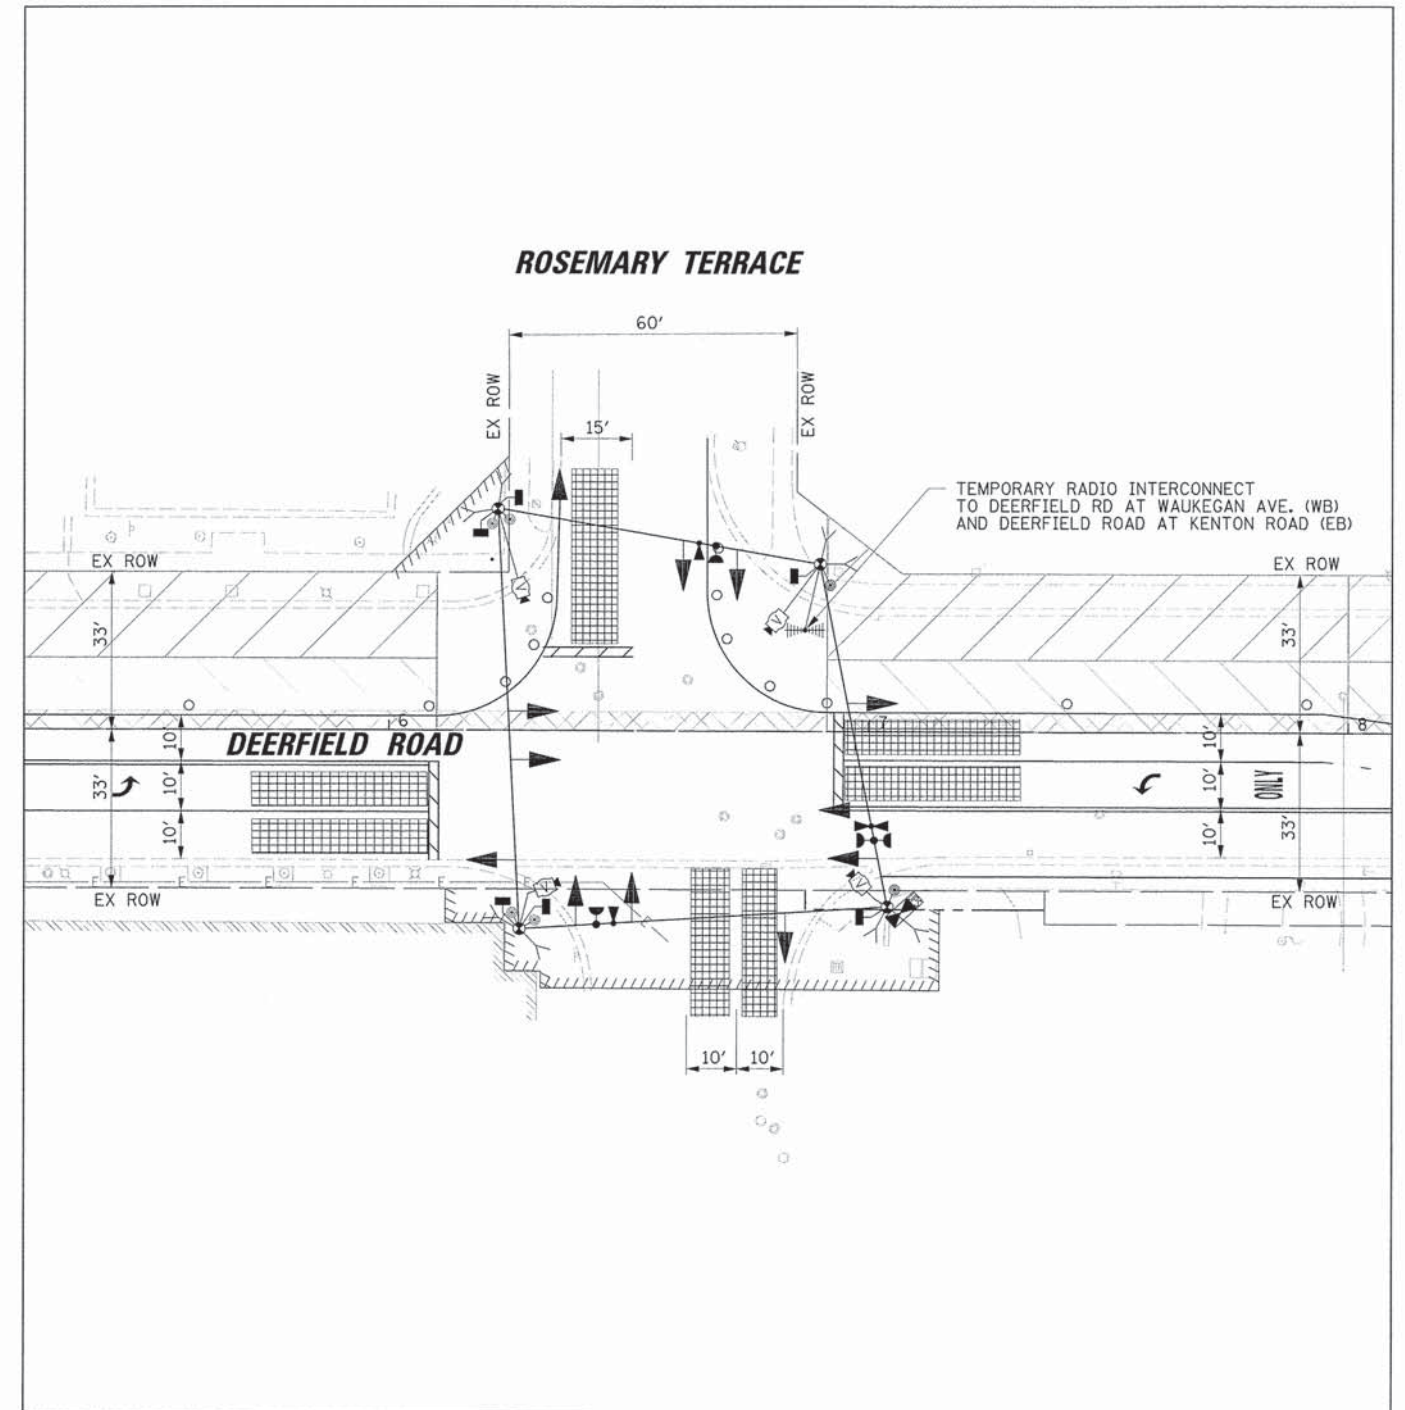 ROSEMARY TERRACE
60'
EX ROW
EX ROW
15'
TEMPORARY RADIO INTERCONNECT
TO DEERFIELD RD AT WAUKEGAN AVE. (WB)
AND DEERFIELD ROAD AT KENTON ROAD (EB)
EX ROW
EX ROW
33'
33'
V
V
6
7
8
10'
DEERFIELD ROAD
10'
33'
10'
10'
10'
ONLY
33'
10'
10'
E
E
E
F
E
E
V
V
EX ROW
EX ROW
10'
10'